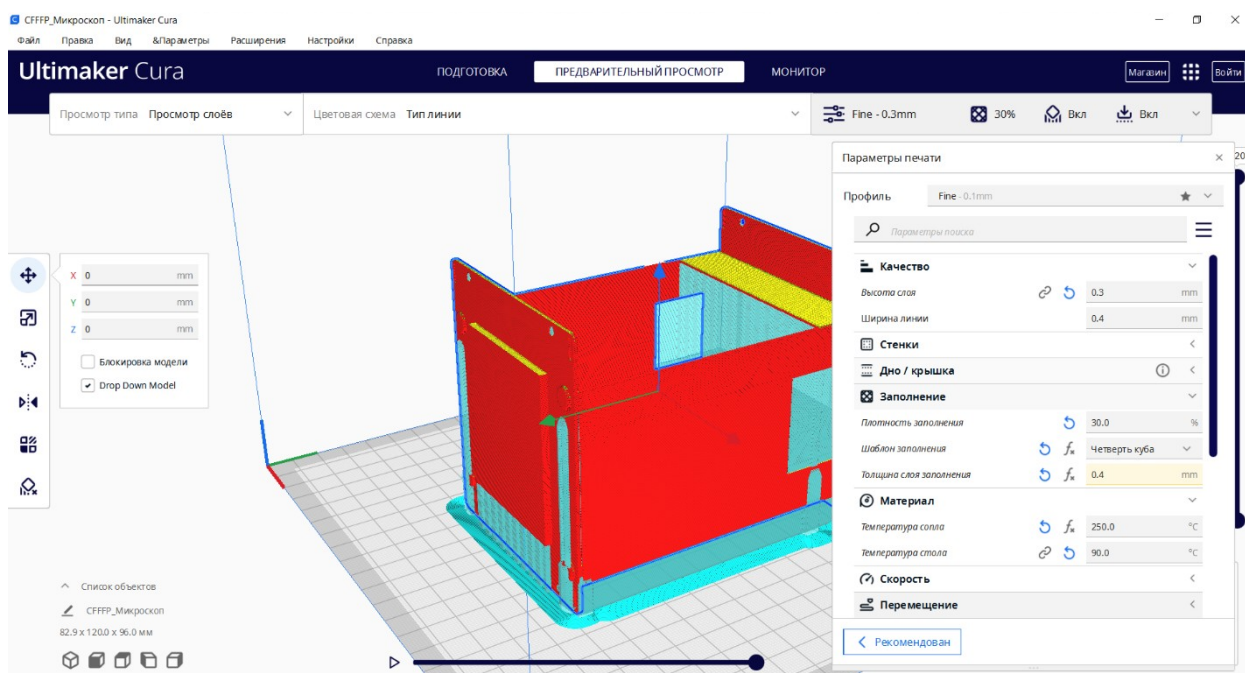 CFFFP_Микроскоп - Ultimaker Cura
Файл Правка Вид &Параметры Расширения Настройки Справка
Ultimaker Cura ПОДГОТОВКА ПРЕДВАРИТЕЛЬНЫЙ ПРОСМОТР МОНИТОР Магазин Войти
Просмотр типа Просмотр слоёв Цветовая схема Тип линии Fine - 0.3mm 30% Вкл Вкл
Параметры печати
20
Профиль Fine - 0.1mm
Параметры поиска
X 0 mm
Y 0 mm
Z 0 mm
Блокировка модели
Drop Down Model
Качество
Высота слоя 0.3 mm
Ширина линии 0.4 mm
Стенки
Дно / крышка
Заполнение
Плотность заполнения 30.0 %
Шаблон заполнения Четверть куба
Толщина слоя заполнения 0.4 mm
Материал
Температура сопла 250.0 °C
Температура стола 90.0 °C
Скорость
Перемещение
Рекомендован
Список объектов
CFFFP_Микроскоп
82.9 x 120.0 x 96.0 мм